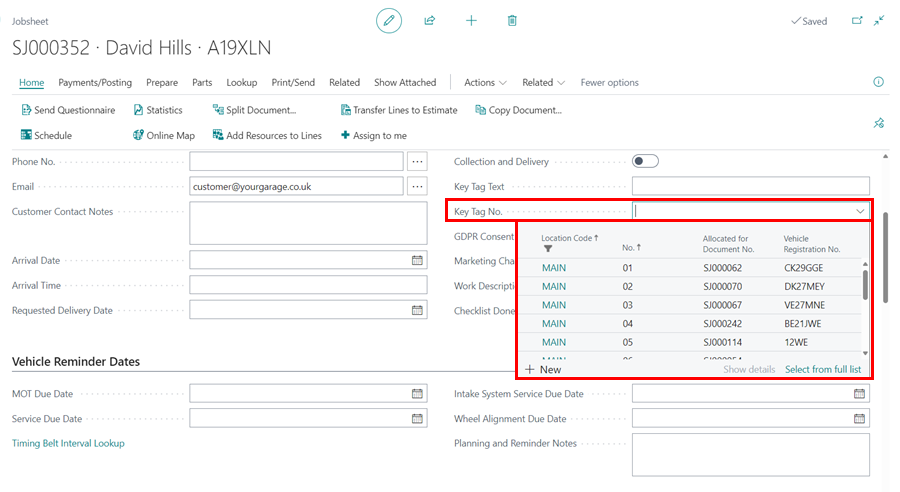 Jobsheet
Saved
SJ000352 · David Hills · A19XLN
Home Payments/Posting Prepare Parts Lookup Print/Send Related Show Attached Actions Related Fewer options
Send Questionnaire Statistics Split Document... Transfer Lines to Estimate Copy Document...
Schedule Online Map Add Resources to Lines Assign to me
Phone No.
Email customer@yourgarage.co.uk
Customer Contact Notes
Arrival Date
Arrival Time
Requested Delivery Date
Collection and Delivery
Key Tag Text
Key Tag No.
GDPR Consent
Marketing Cha
Work Descripti
Checklist Done
Location Code No. Allocated for Document No. Vehicle Registration No.
MAIN 01 SJ000062 CK29GGE
MAIN 02 SJ000070 DK27MEY
MAIN 03 SJ000067 VE27MNE
MAIN 04 SJ000242 BE21JWE
MAIN 05 SJ000114 12WE
New Show details Select from full list
Vehicle Reminder Dates
MOT Due Date
Service Due Date
Timing Belt Interval Lookup
Intake System Service Due Date
Wheel Alignment Due Date
Planning and Reminder Notes